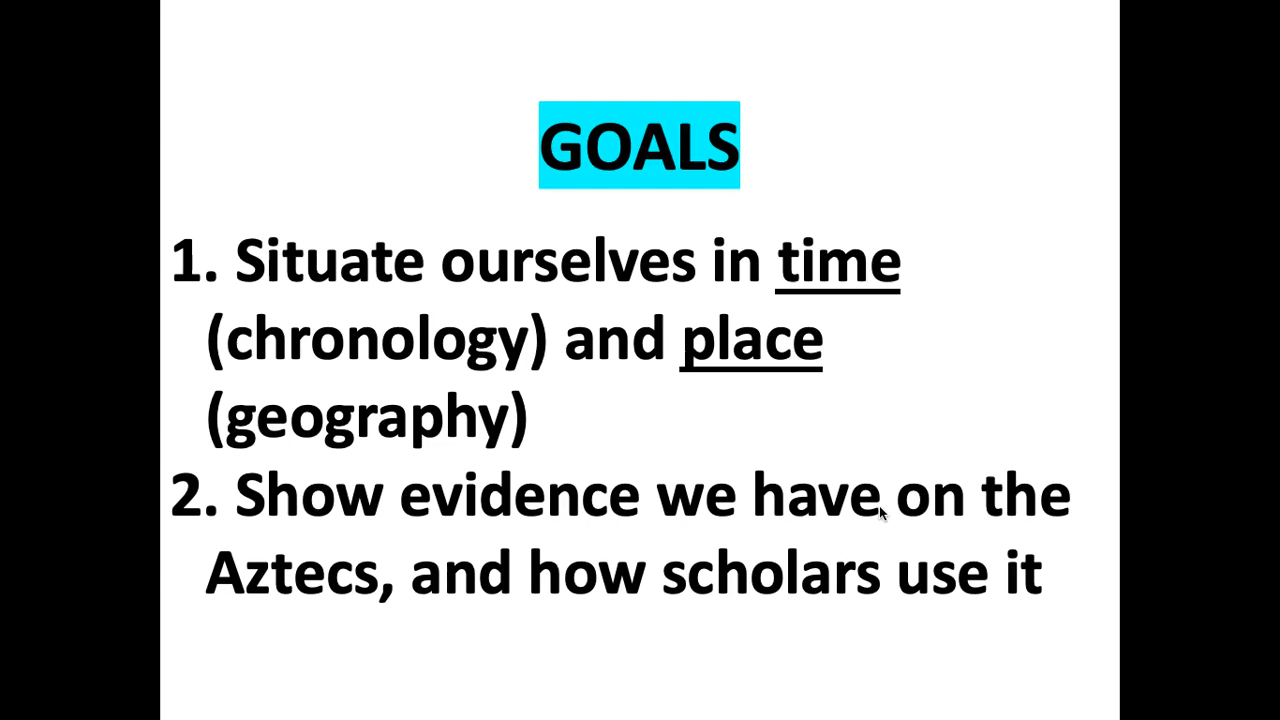 GOALS
1. Situate ourselves in time
(chronology) and place
(geography)
2. Show evidence we have on the
Aztecs, and how scholars use it